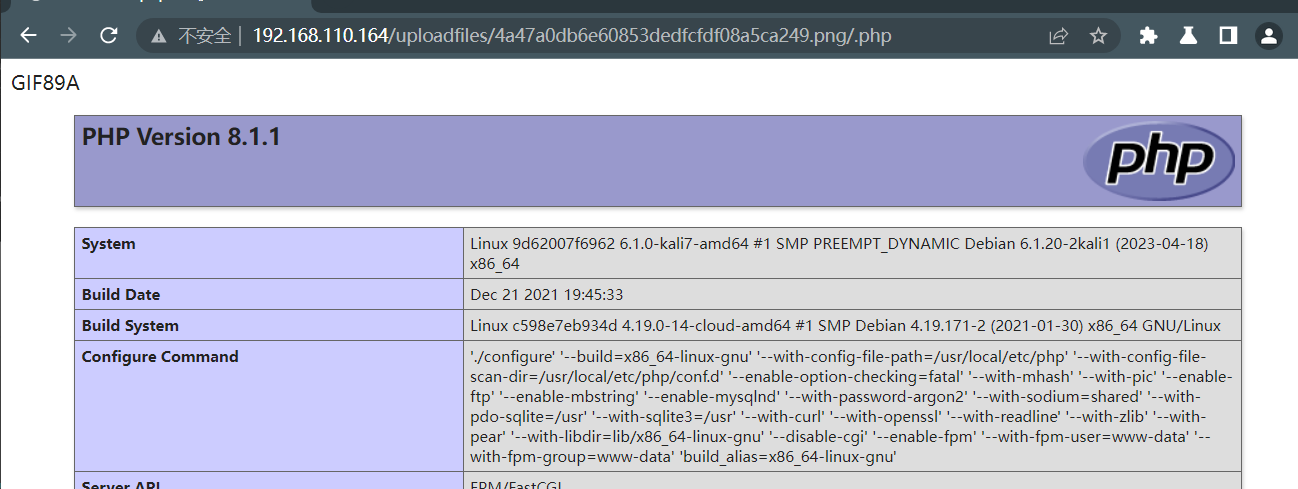 不安全 | 192.168.110.164/uploadfiles/4a47a0db6e60853dedfcfdf08a5ca249.png/.php
GIF89A
PHP Version 8.1.1
php
System
Linux 9d62007f6962 6.1.0-kali7-amd64 #1 SMP PREEMPT_DYNAMIC Debian 6.1.20-2kali1 (2023-04-18)
x86_64
Build Date
Dec 21 2021 19:45:33
Build System
Linux c598e7eb934d 4.19.0-14-cloud-amd64 #1 SMP Debian 4.19.171-2 (2021-01-30) x86_64 GNU/Linux
Configure Command
'./configure' '--build=x86_64-linux-gnu' '--with-config-file-path=/usr/local/etc/php' '--with-config-file-
scan-dir=/usr/local/etc/php/conf.d' '--enable-option-checking=fatal' '--with-mhash' '--with-pic' '--enable-
ftp' '--enable-mbstring' '--enable-mysqlnd' '--with-password-argon2' '--with-sodium=shared' '--with-
pdo-sqlite=/usr' '--with-sqlite3=/usr' '--with-curl' '--with-openssl' '--with-readline' '--with-zlib' '--with-
pear' '--with-libdir=lib/x86_64-linux-gnu' '--disable-cgi' '--enable-fpm' '--with-fpm-user=www-data' '--
with-fpm-group=www-data' 'build_alias=x86_64-linux-gnu'
Server API
FPM/FastCGI